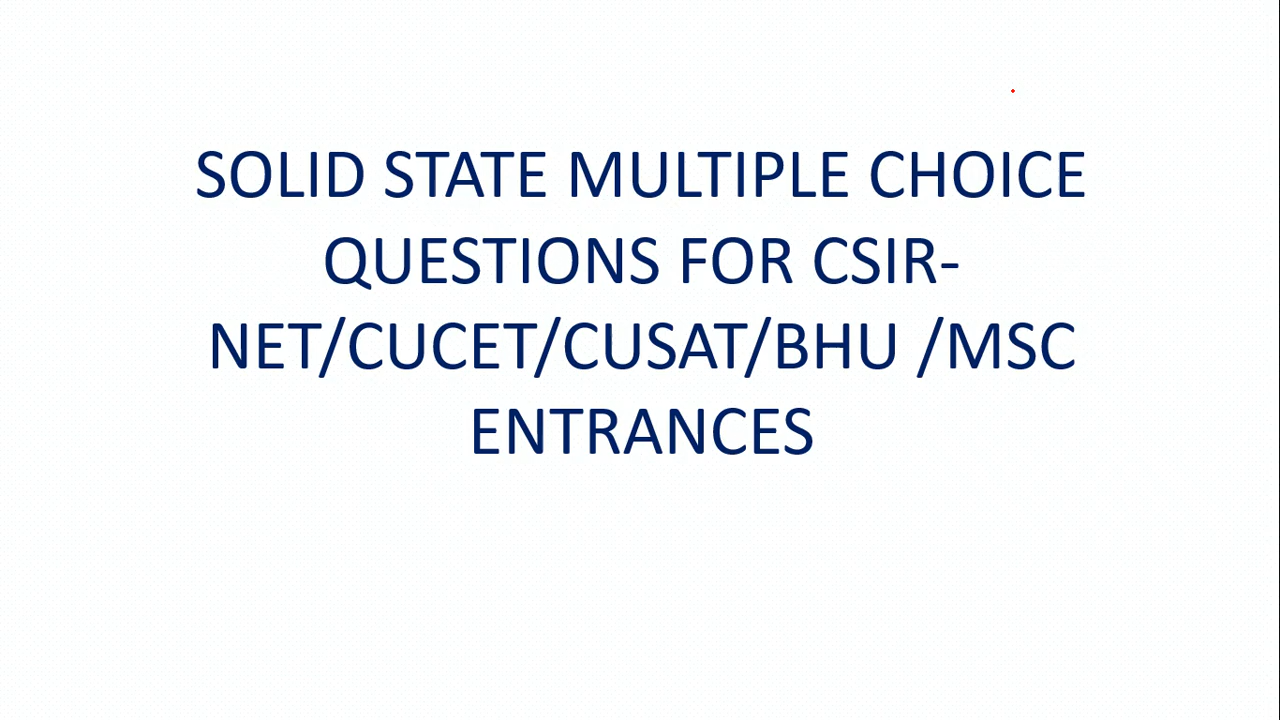 SOLID STATE MULTIPLE CHOICE
QUESTIONS FOR CSIR-
NET/CUCET/CUSAT/BHU /MSC
ENTRANCES